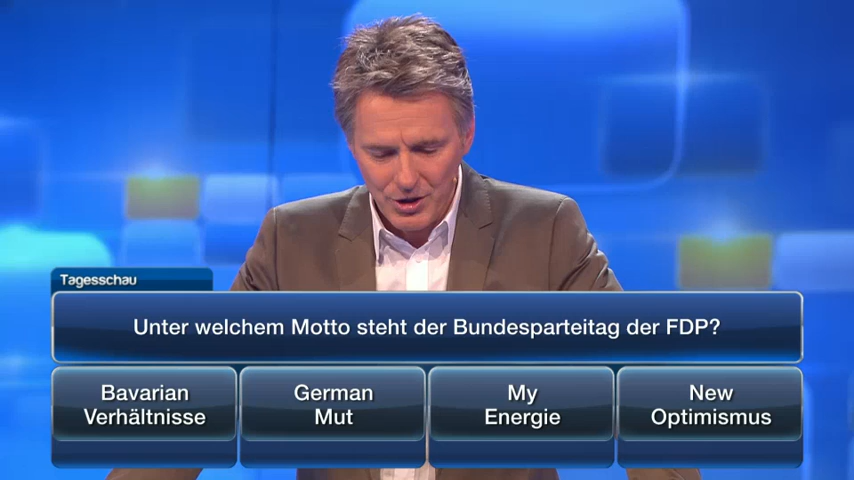 Tagesschau
Unter welchem Motto steht der Bundesparteitag der FDP?
Bavarian
Verhältnisse
German
Mut
My
Energie
New
Optimismus